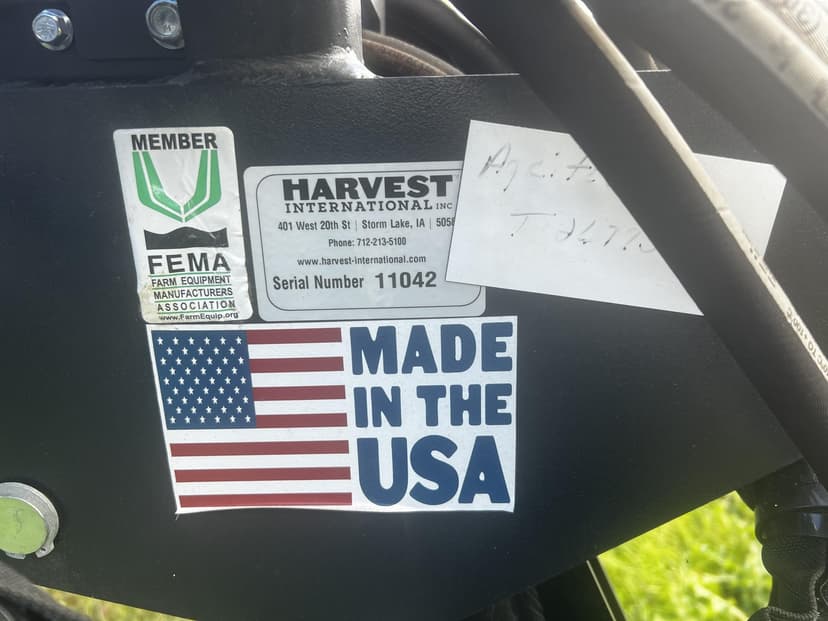 MEMBER
FEMA
FARM EQUIPMENT
MANUFACTURERS
ASSOCIATION
www.FarmEquip.org
HARVEST
INTERNATIONAL INC
401 West 20th St | Storm Lake, IA |
Phone: 712-213-5100
www.harvest-international.com
Serial Number 11042
MADE
IN THE
USA